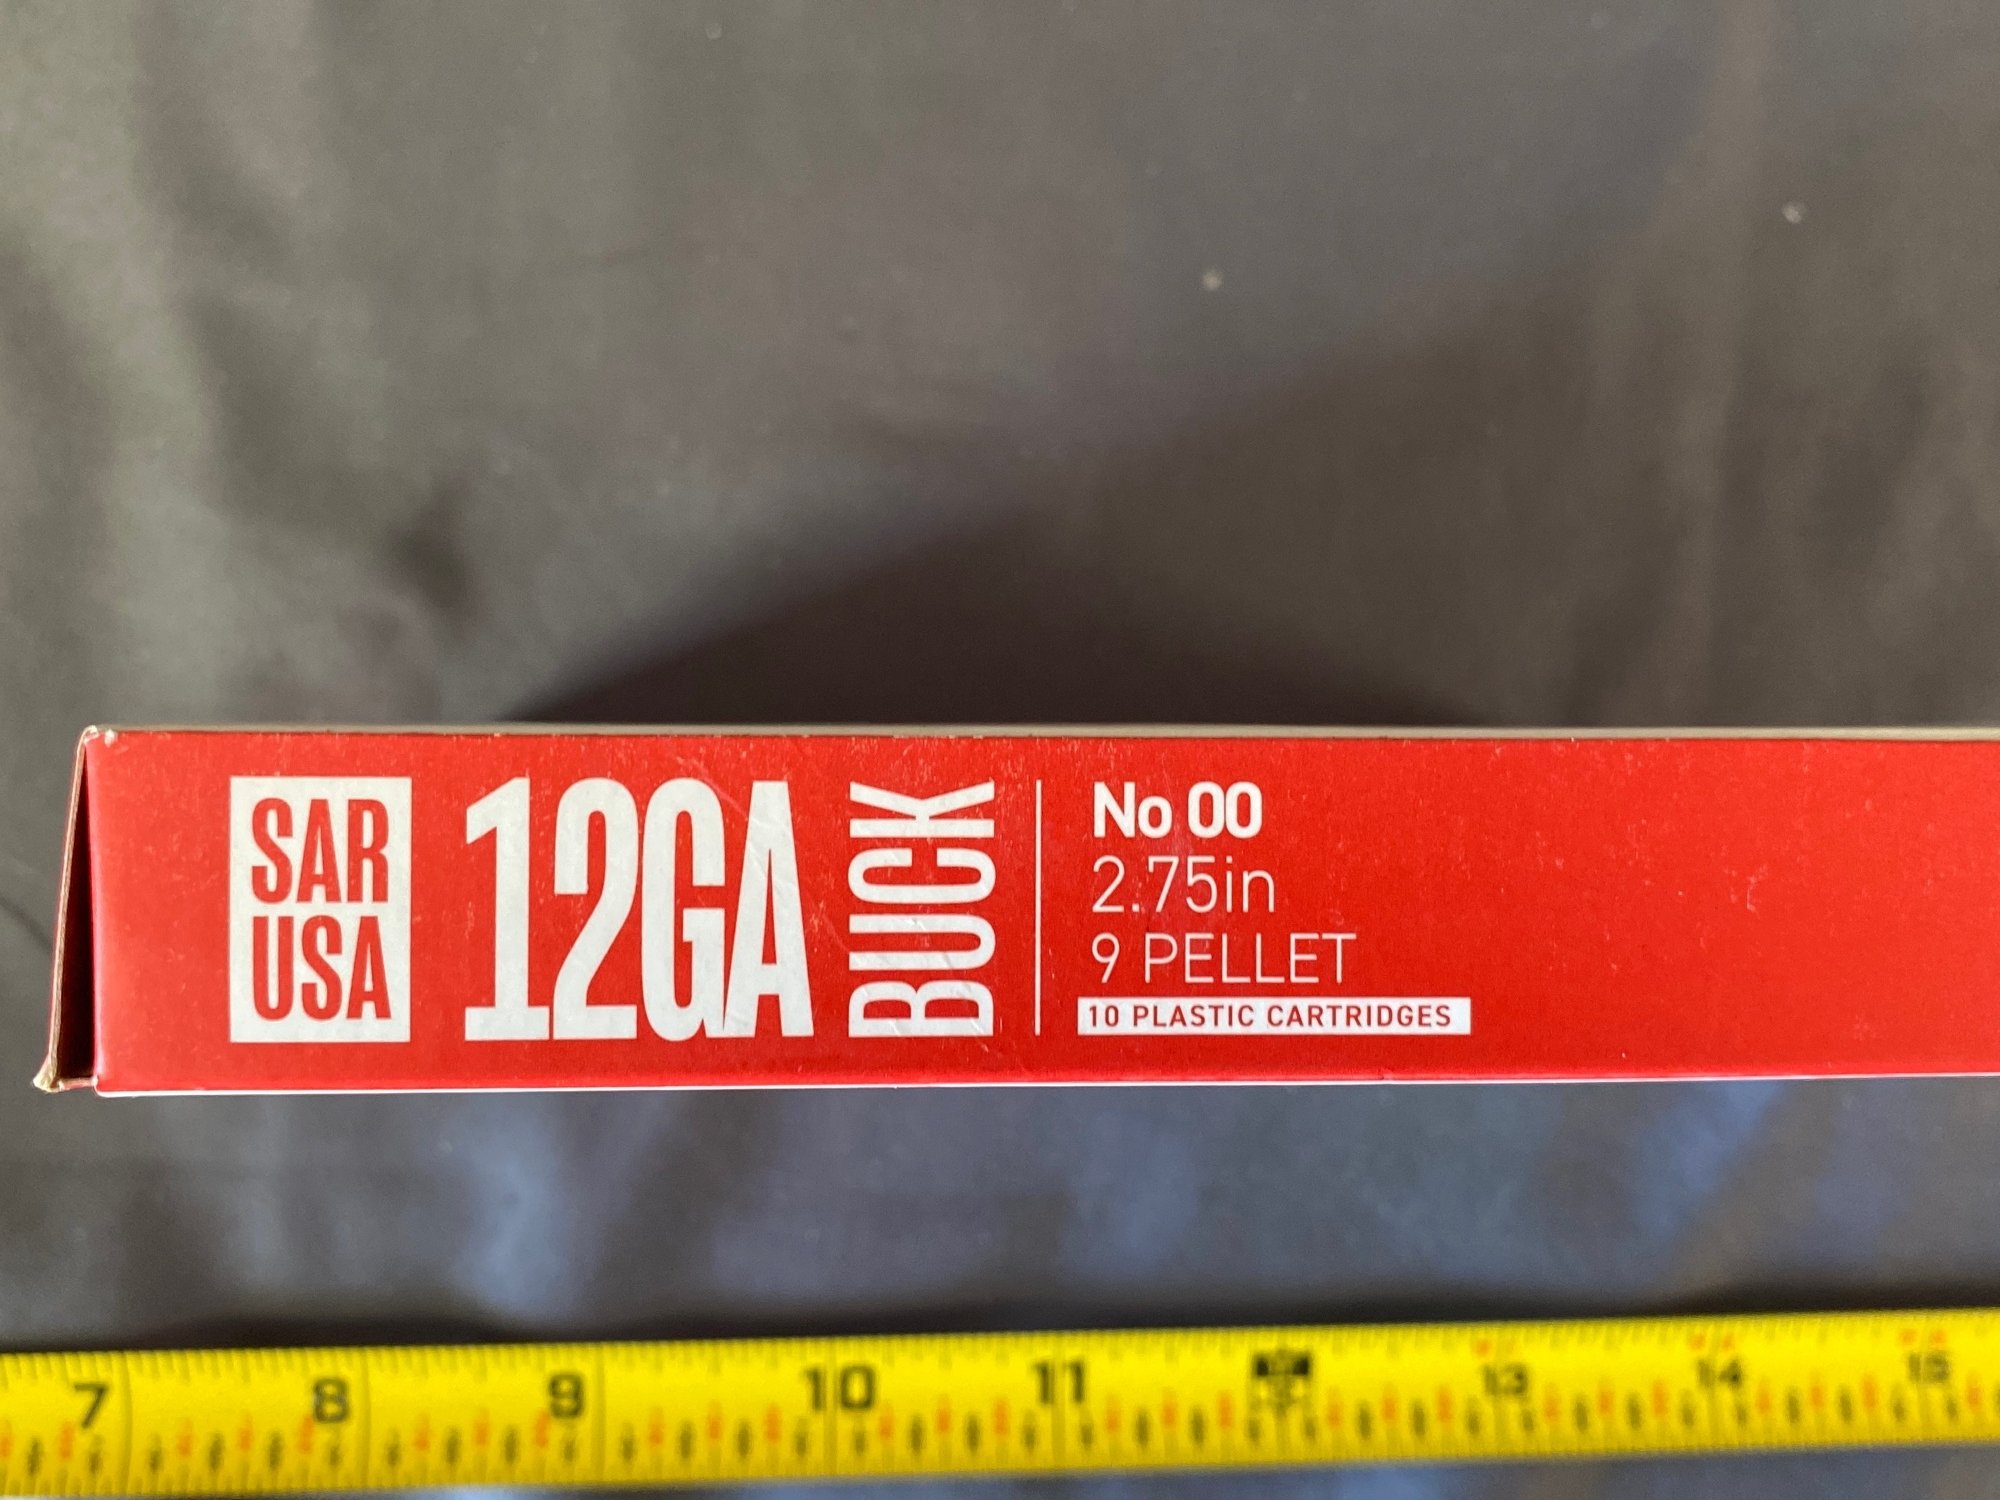 SAR
USA
12GA
BUCK
No 00
2.75in
9 PELLET
10 PLASTIC CARTRIDGES
7 8 9 10 11 13 14 15